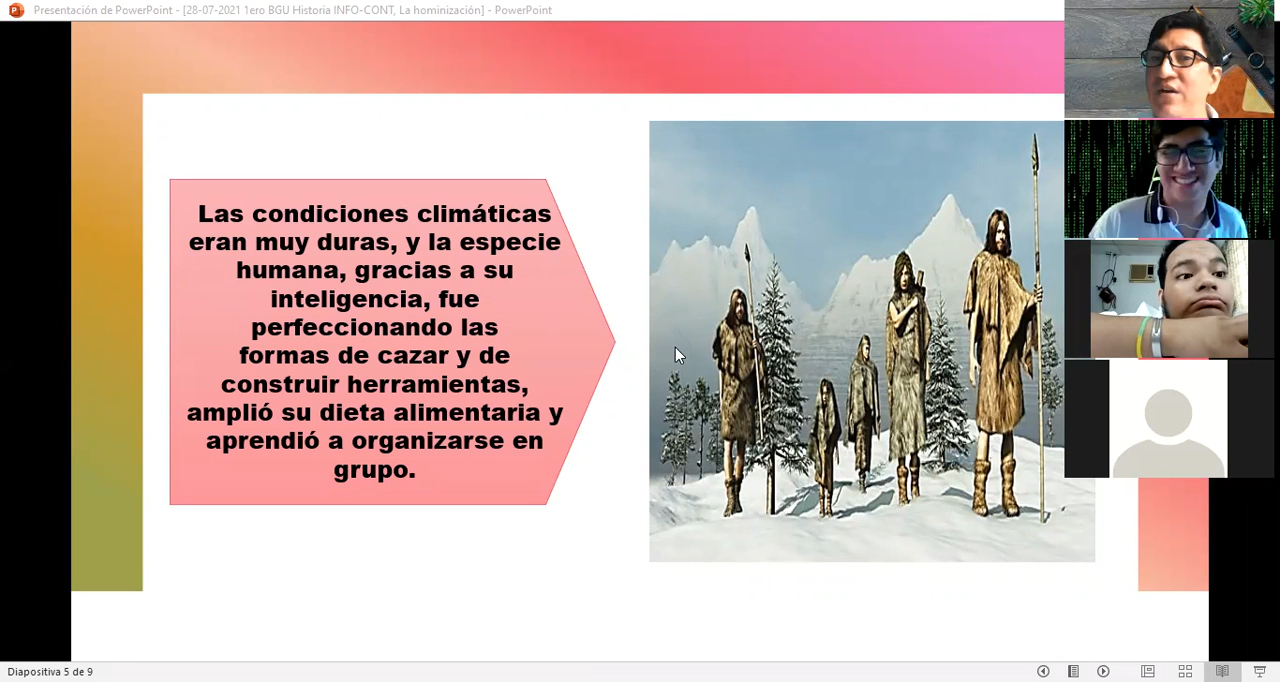 Presentación de PowerPoint - [28-07-2021 1ero BGU Historia INFO-CONT, La hominización] - PowerPoint
Las condiciones climáticas
eran muy duras, y la especie
humana, gracias a su
inteligencia, fue
perfeccionando las
formas de cazar y de
construir herramientas,
amplió su dieta alimentaria y
aprendió a organizarse en
grupo.
Diapositiva 5 de 9